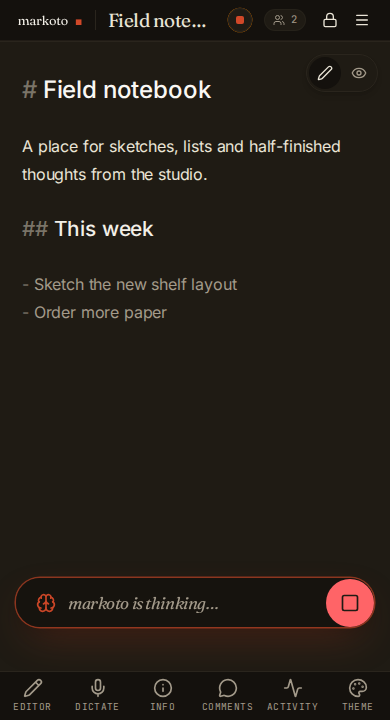 markoto
Field note...
2
# Field notebook
A place for sketches, lists and half-finished
thoughts from the studio.
## This week
- Sketch the new shelf layout
- Order more paper
markoto is thinking...
EDITOR
DICTATE
INFO
COMMENTS
ACTIVITY
THEME